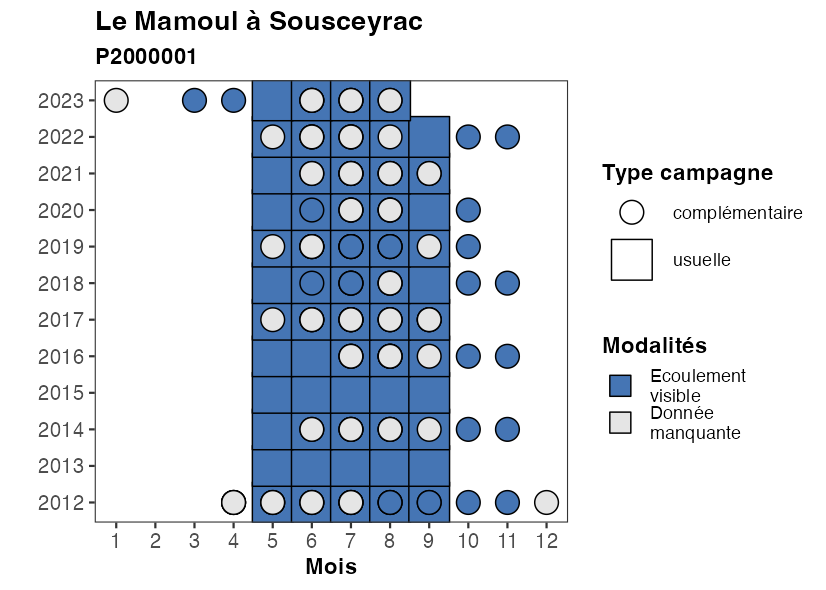 Le Mamoul à Sousceyrac
P2000001
2023
2022
2021
2020
2019
2018
2017
2016
2015
2014
2013
2012
1 2 3 4 5 6 7 8 9 10 11 12
Mois
Type campagne
complémentaire
usuelle
Modalités
Ecoulement
visible
Donnée
manquante